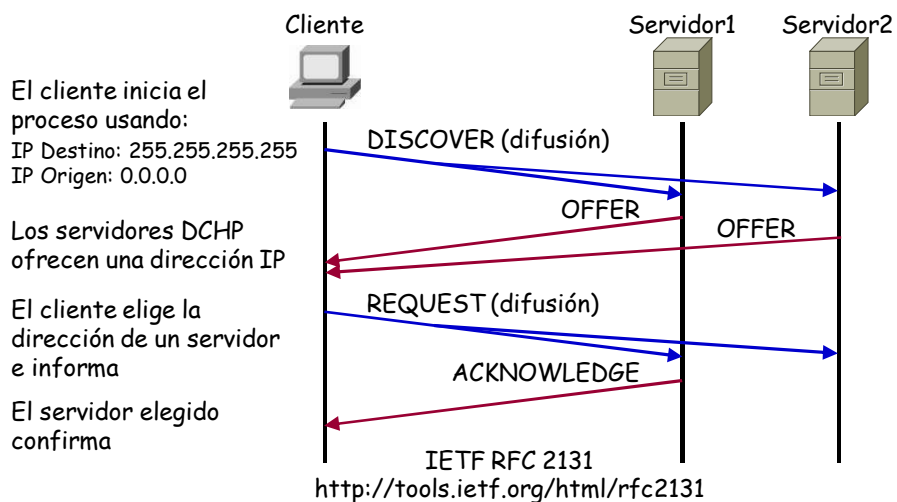 Cliente
Servidor1
Servidor2
El cliente inicia el
proceso usando:
IP Destino: 255.255.255.255
IP Origen: 0.0.0.0
DISCOVER (difusión)
OFFER
OFFER
Los servidores DCHP
ofrecen una dirección IP
El cliente elige la
dirección de un servidor
e informa
REQUEST (difusión)
ACKNOWLEDGE
El servidor elegido
confirma
IETF RFC 2131
http://tools.ietf.org/html/rfc2131